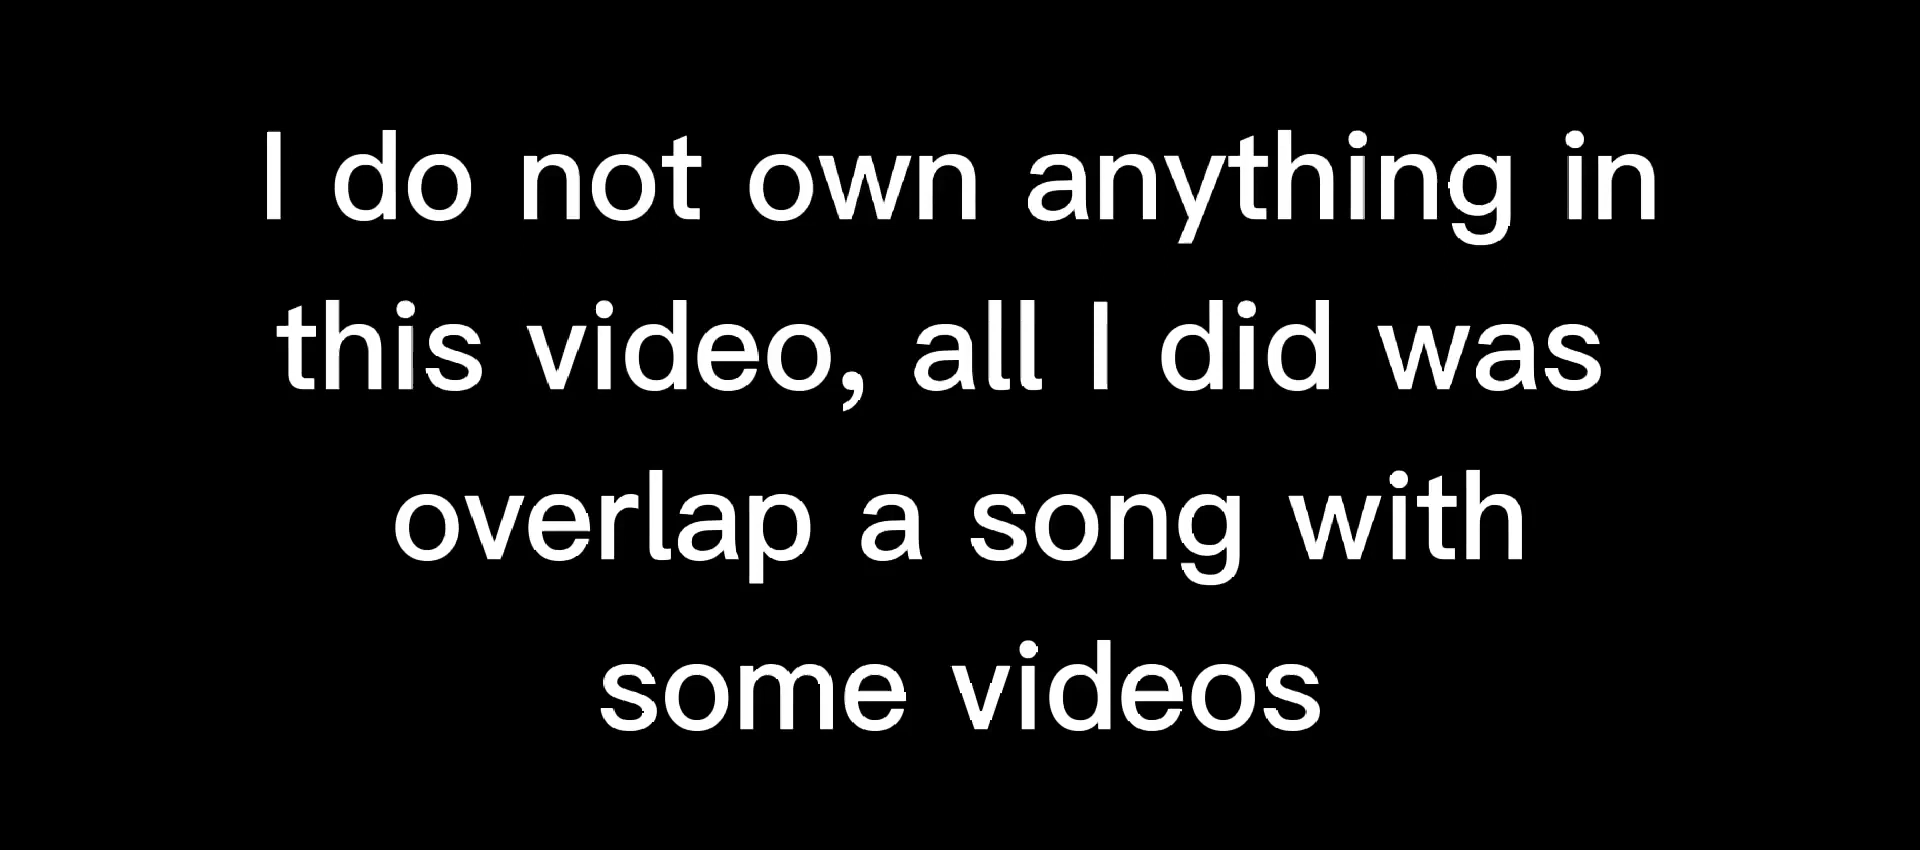 I do not own anything in
this video, all I did was
overlap a song with
some videos